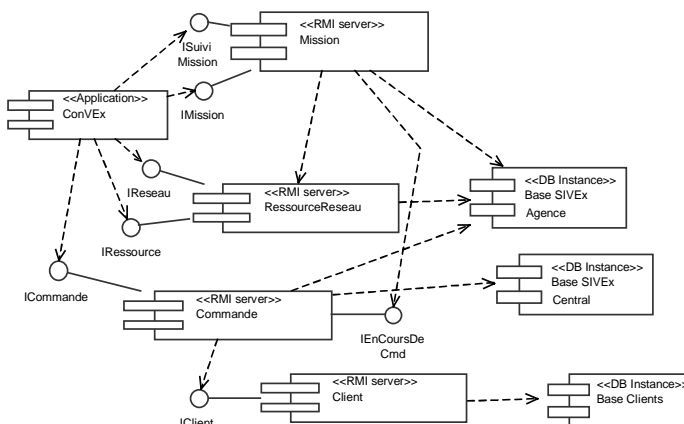 <<RMI server>>
Mission
ISuivi
Mission
<<Application>>
ConVEx
IMission
IReseau
<<RMI server>>
RessourceReseau
<<DB Instance>>
Base SIVEx
Agence
IRessource
ICommande
<<RMI server>>
Commande
<<DB Instance>>
Base SIVEx
Central
IEnCoursDe
Cmd
<<RMI server>>
Client
<<DB Instance>>
Base Clients
IClient